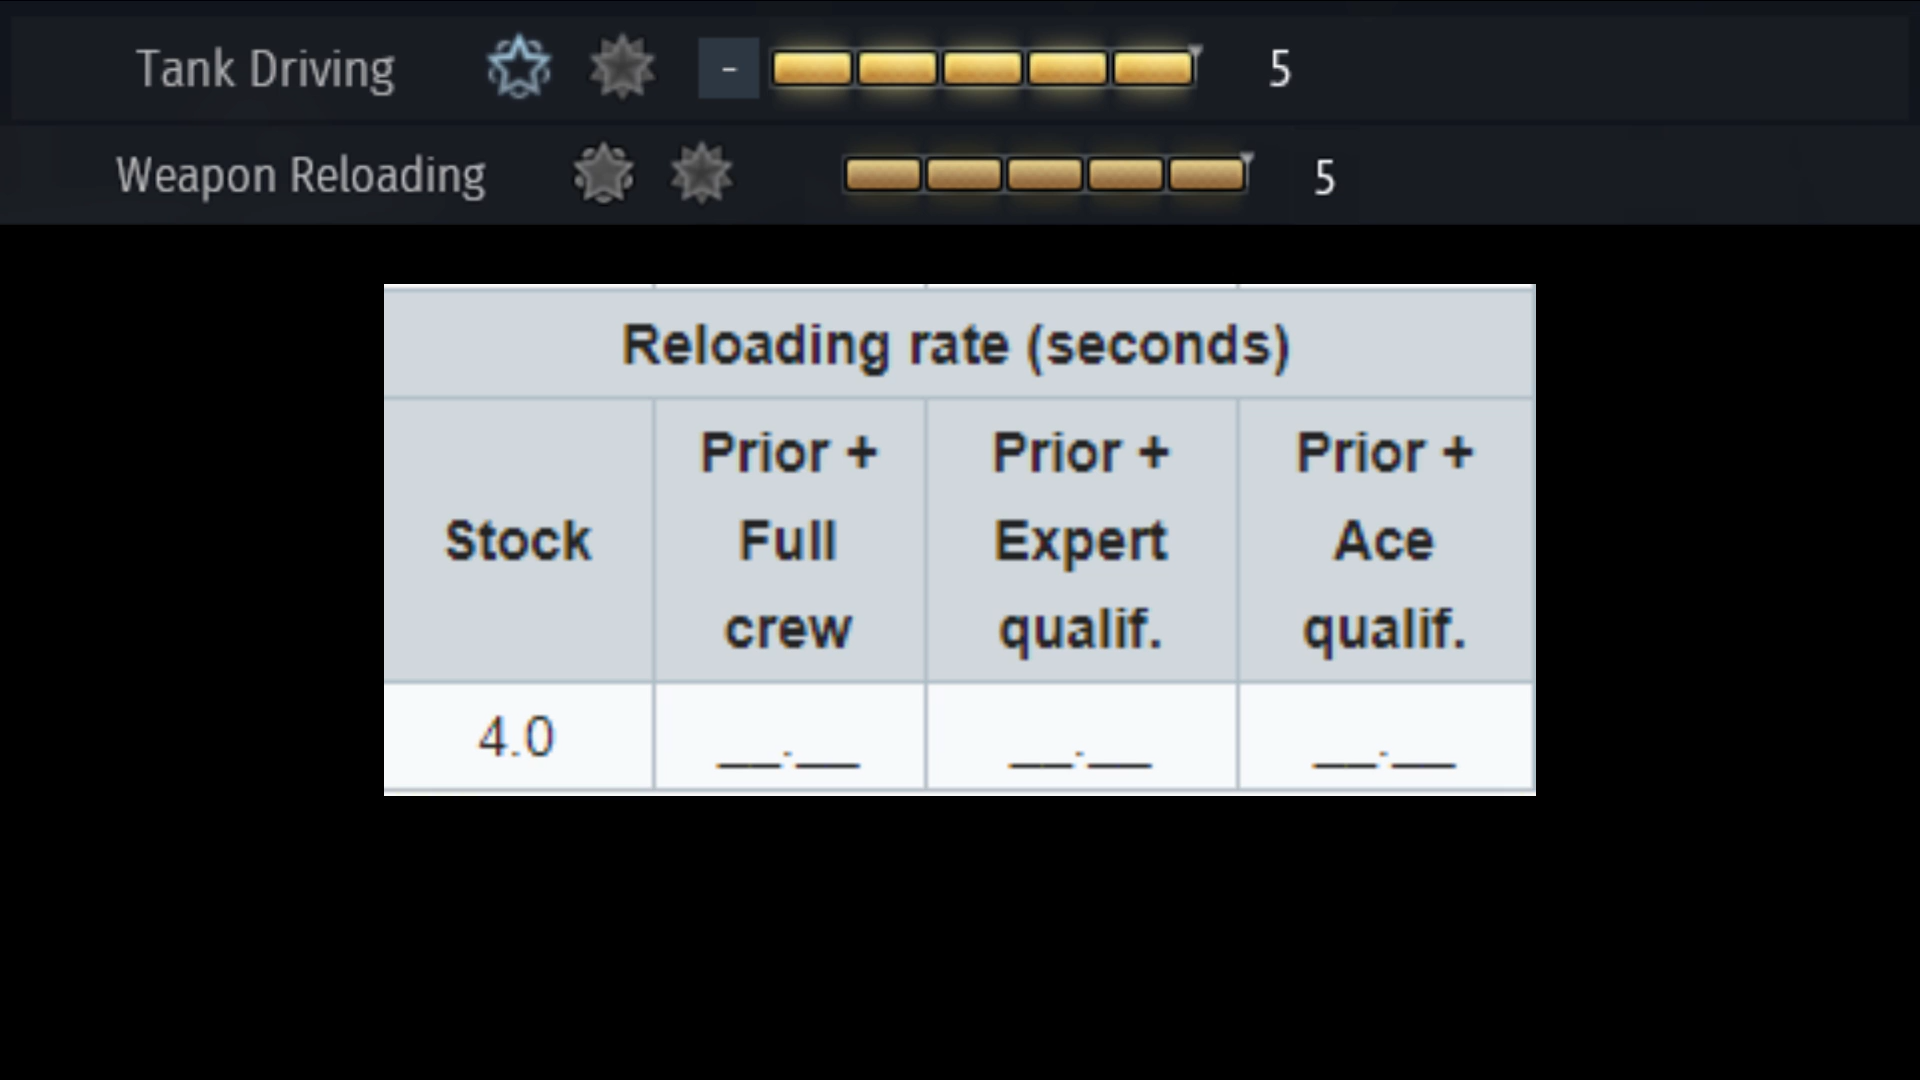 Tank Driving - 5
Weapon Reloading 5
Reloading rate (seconds)
Stock
Prior +
Full
crew
Prior +
Expert
qualif.
Prior +
Ace
qualif.
4.0 __.__ __.__ __.__